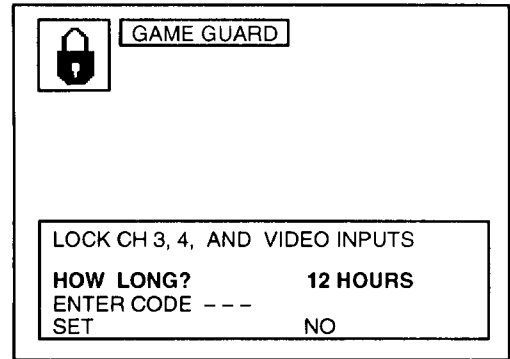 GAME GUARD
LOCK CH 3, 4, AND VIDEO INPUTS
HOW LONG? 12 HOURS
ENTER CODE – – –
SET NO